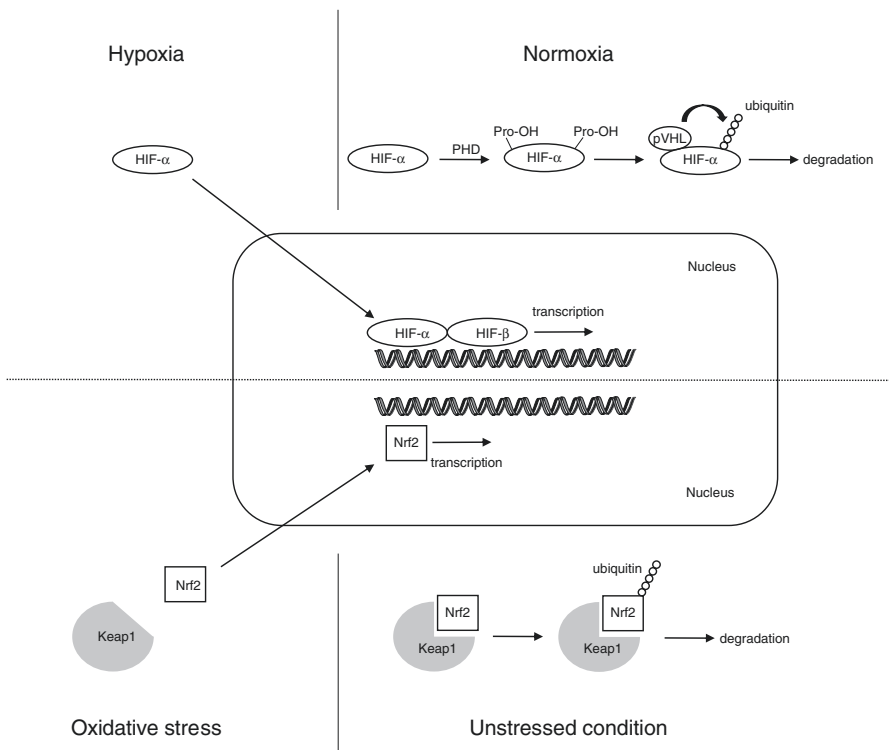 Hypoxia
Normoxia
ubiquitin
Pro-OH
Pro-OH
pVHL
HIF-α
HIF-α
PHD
HIF-α
HIF-α
degradation
Nucleus
transcription
HIF-α
HIF-β
Nrf2
transcription
Nucleus
ubiquitin
Nrf2
Nrf2
Nrf2
Keap1
Keap1
Keap1
degradation
Oxidative stress
Unstressed condition